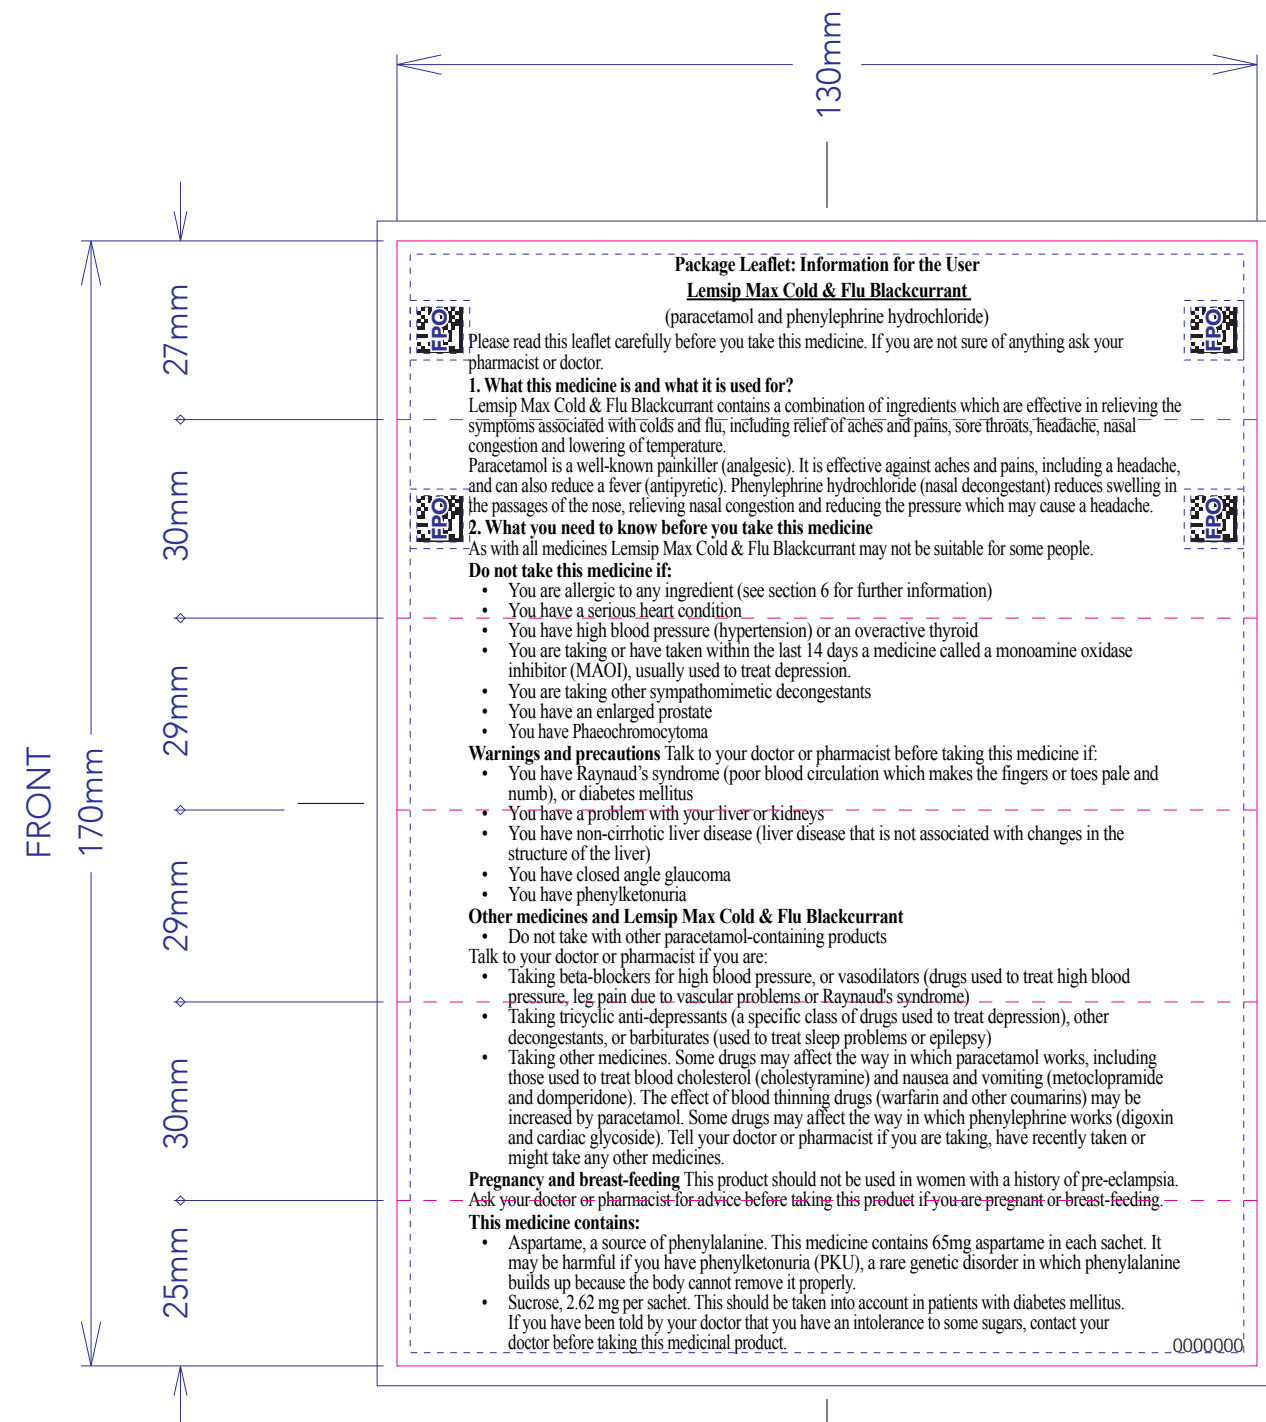 130mm
FRONT
170mm
27mm
30mm
29mm
29mm
30mm
25mm
Package Leaflet: Information for the User
Lemsip Max Cold & Flu Blackcurrant
(paracetamol and phenylephrine hydrochloride)
FPO
FPO
Please read this leaflet carefully before you take this medicine. If you are not sure of anything ask your
pharmacist or doctor.
1. What this medicine is and what it is used for?
Lemsip Max Cold & Flu Blackcurrant contains a combination of ingredients which are effective in relieving the
symptoms associated with colds and flu, including relief of aches and pains, sore throats, headache, nasal
congestion and lowering of temperature.
Paracetamol is a well-known painkiller (analgesic). It is effective against aches and pains, including a headache,
and can also reduce a fever (antipyretic). Phenylephrine hydrochloride (nasal decongestant) reduces swelling in
the passages of the nose, relieving nasal congestion and reducing the pressure which may cause a headache.
FPO
FPO
2. What you need to know before you take this medicine
As with all medicines Lemsip Max Cold & Flu Blackcurrant may not be suitable for some people.
Do not take this medicine if:
• You are allergic to any ingredient (see section 6 for further information)
• You have a serious heart condition
• You have high blood pressure (hypertension) or an overactive thyroid
• You are taking or have taken within the last 14 days a medicine called a monoamine oxidase
inhibitor (MAOI), usually used to treat depression.
• You are taking other sympathomimetic decongestants
• You have an enlarged prostate
• You have Phaeochromocytoma
Warnings and precautions Talk to your doctor or pharmacist before taking this medicine if:
• You have Raynaud’s syndrome (poor blood circulation which makes the fingers or toes pale and
numb), or diabetes mellitus
• You have a problem with your liver or kidneys
• You have non-cirrhotic liver disease (liver disease that is not associated with changes in the
structure of the liver)
• You have closed angle glaucoma
• You have phenylketonuria
Other medicines and Lemsip Max Cold & Flu Blackcurrant
• Do not take with other paracetamol-containing products
Talk to your doctor or pharmacist if you are:
• Taking beta-blockers for high blood pressure, or vasodilators (drugs used to treat high blood
pressure, leg pain due to vascular problems or Raynaud's syndrome)
• Taking tricyclic anti-depressants (a specific class of drugs used to treat depression), other
decongestants, or barbiturates (used to treat sleep problems or epilepsy)
• Taking other medicines. Some drugs may affect the way in which paracetamol works, including
those used to treat blood cholesterol (cholestyramine) and nausea and vomiting (metoclopramide
and domperidone). The effect of blood thinning drugs (warfarin and other coumarins) may be
increased by paracetamol. Some drugs may affect the way in which phenylephrine works (digoxin
and cardiac glycoside). Tell your doctor or pharmacist if you are taking, have recently taken or
might take any other medicines.
Pregnancy and breast-feeding This product should not be used in women with a history of pre-eclampsia.
Ask your doctor or pharmacist for advice before taking this product if you are pregnant or breast-feeding.
This medicine contains:
• Aspartame, a source of phenylalanine. This medicine contains 65mg aspartame in each sachet. It
may be harmful if you have phenylketonuria (PKU), a rare genetic disorder in which phenylalanine
builds up because the body cannot remove it properly.
• Sucrose, 2.62 mg per sachet. This should be taken into account in patients with diabetes mellitus.
If you have been told by your doctor that you have an intolerance to some sugars, contact your
doctor before taking this medicinal product.
0000000